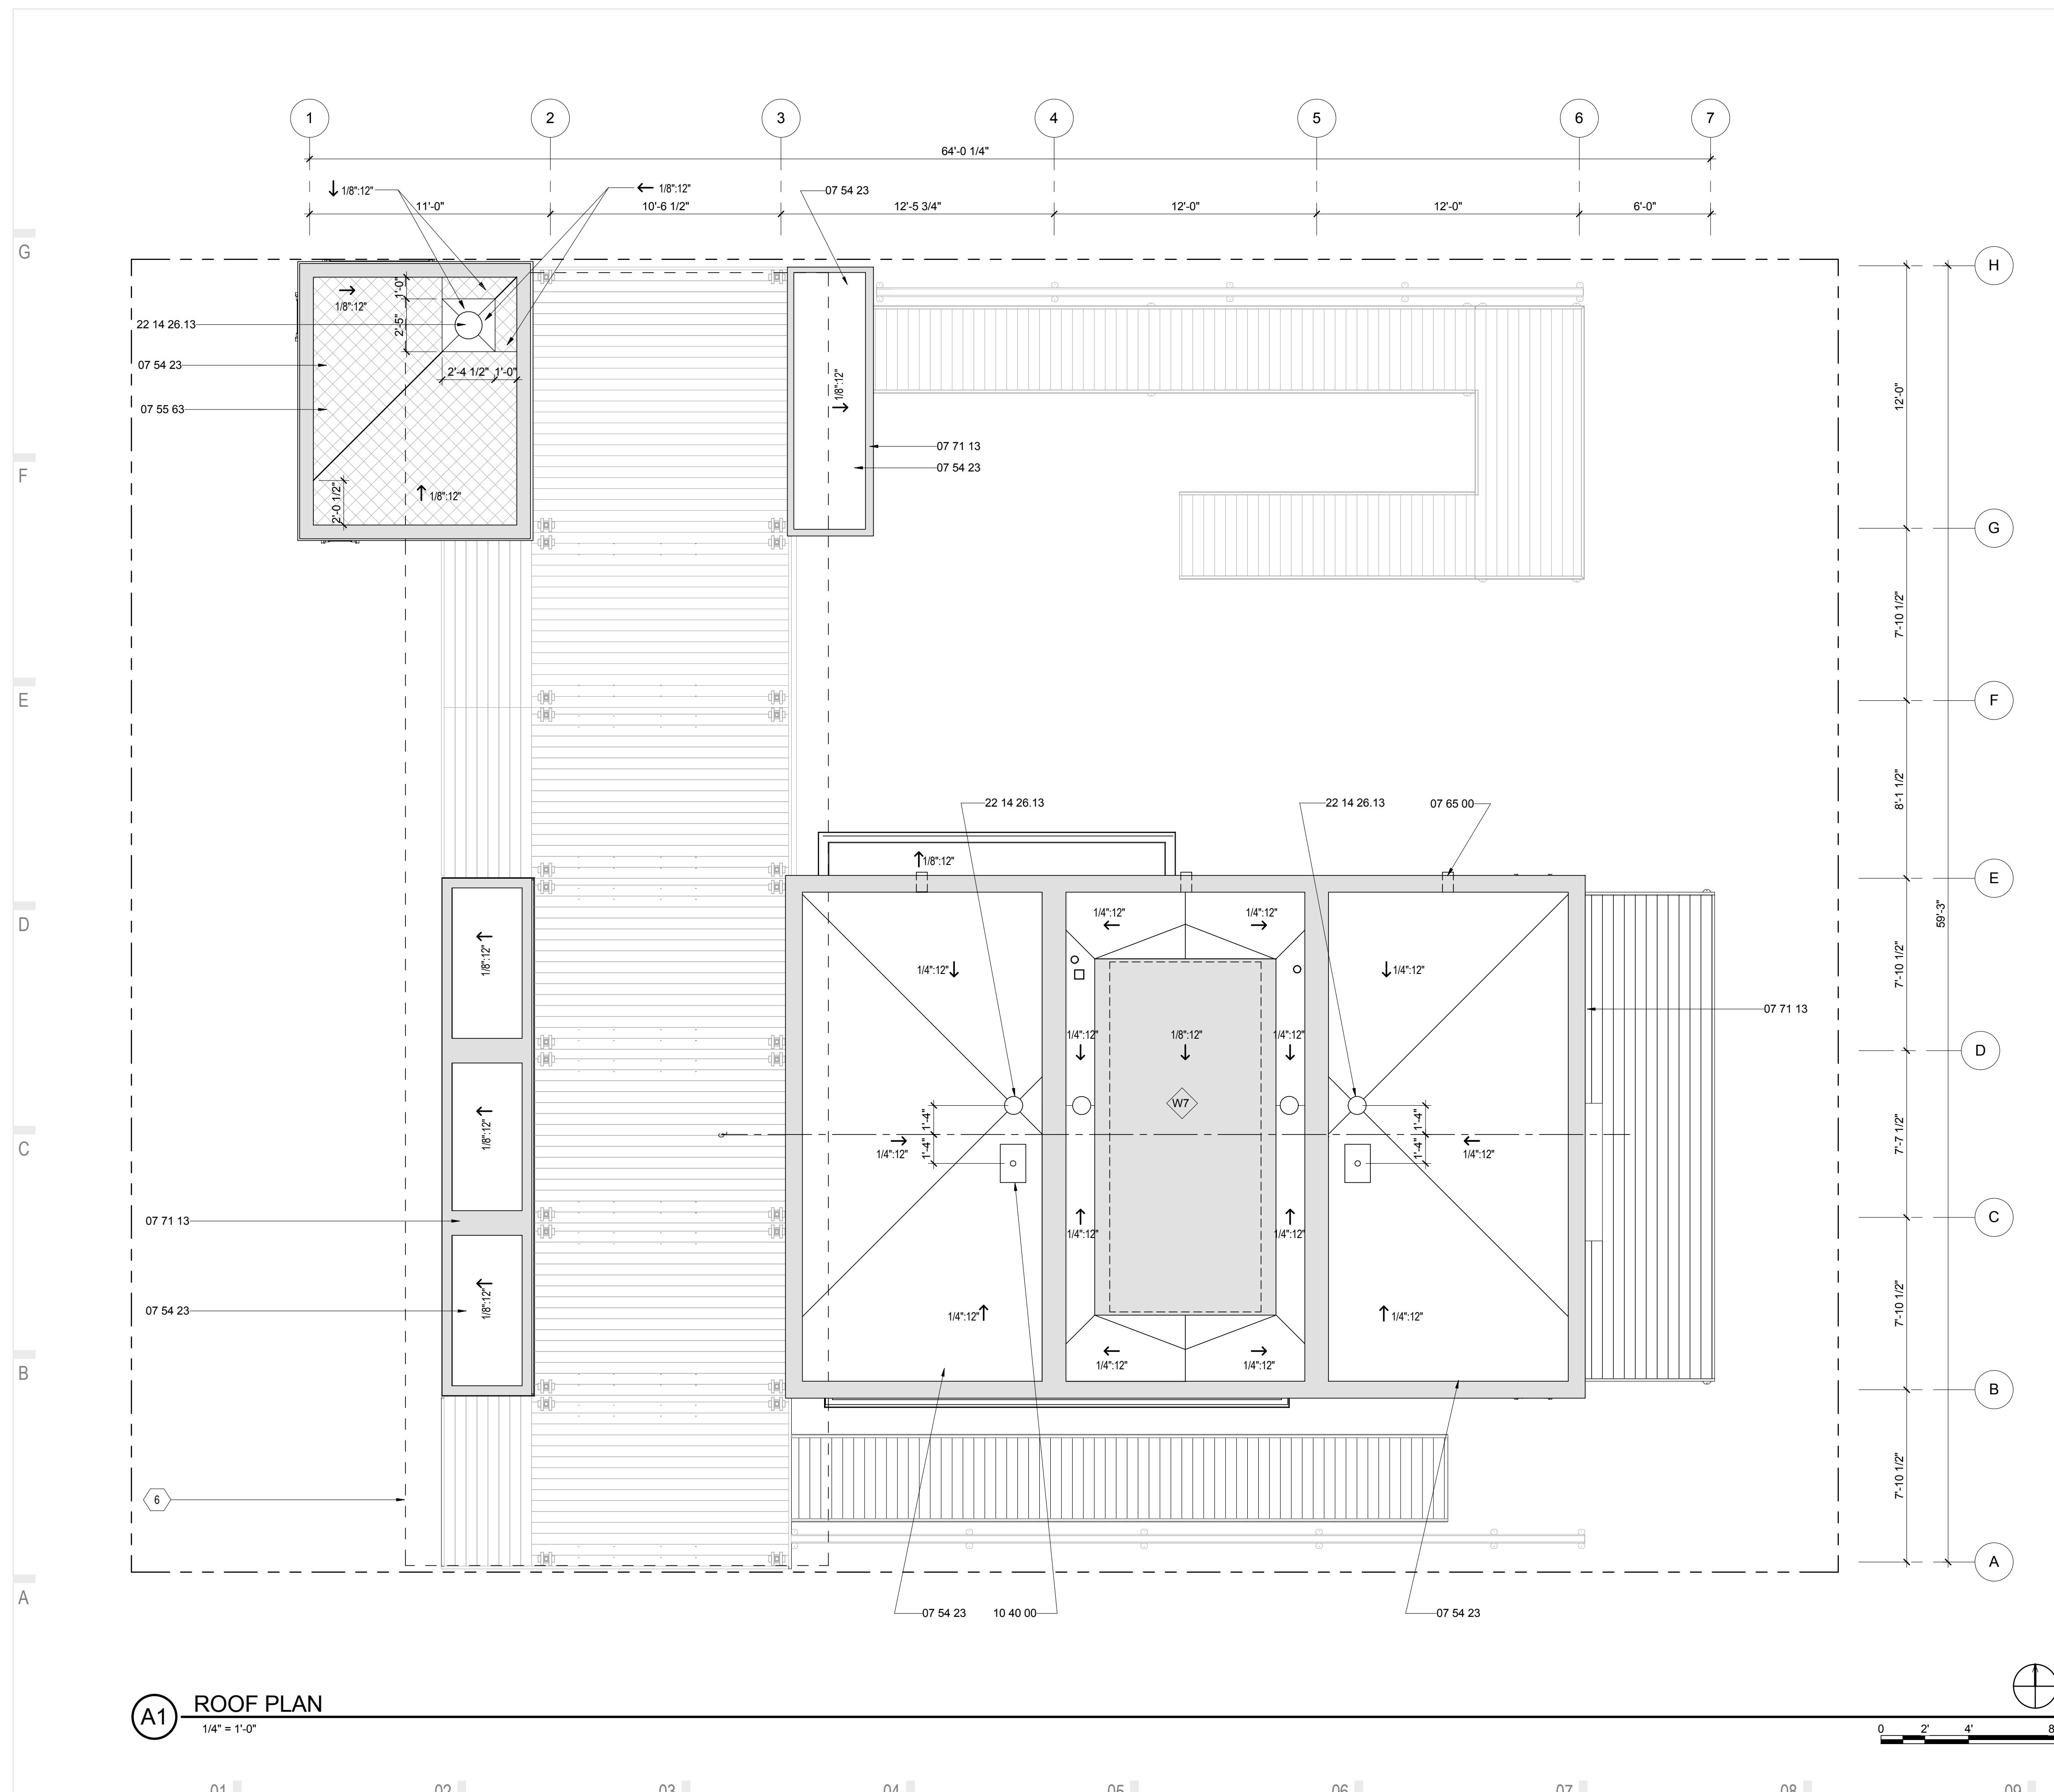 1 2 3 4 5 6 7
64'-0 1/4"
1/8":12" 1/8":12" 07 54 23
11'-0" 10'-6 1/2" 12'-5 3/4" 12'-0" 12'-0" 6'-0"
G
H
1'-0"
1/8":12"
22 14 26.13
2'-5"
07 54 23
2'-4 1/2" 1'-0"
1/8":12"
12'-0"
07 55 63
07 71 13
07 54 23
F
2'-0 1/2"
1/8":12"
G
7'-10 1/2"
E
F
8'-1 1/2"
22 14 26.13
22 14 26.13
07 65 00
1/8":12"
E
59'-3"
D
1/4":12"
1/4":12"
1/8":12"
1/4":12"
1/4":12"
7'-10 1/2"
07 71 13
1/4":12"
1/8":12"
1/4":12"
D
W7
1'-4"
1'-4"
1/8":12"
7'-7 1/2"
C
CL
1'-4"
1'-4"
1/4":12"
1/4":12"
07 71 13
C
1/4":12"
1/4":12"
07 54 23
1/8":12"
1/4":12"
1/4":12"
7'-10 1/2"
B
1/4":12"
1/4":12"
B
6
7'-10 1/2"
A
A
07 54 23
10 40 00
07 54 23
A1 ROOF PLAN
1/4" = 1'-0"
0 2' 4' 8
01 02 03 04 05 06 07 08 09